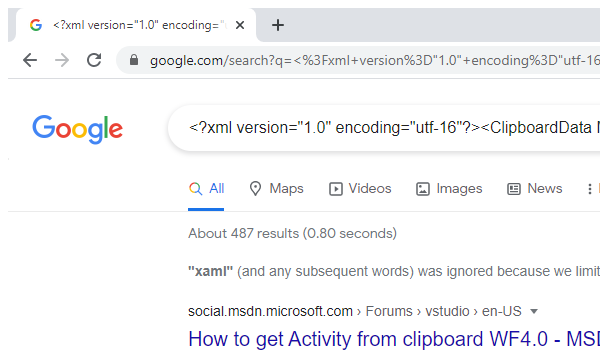 <?xml version="1.0" encoding="
google.com/search?q=<%3Fxml+version%3D"1.0"+encoding%3D"utf-16
Google
<?xml version="1.0" encoding="utf-16"?><ClipboardData
All Maps Videos Images News
About 487 results (0.80 seconds)
"xaml" (and any subsequent words) was ignored because we limit
social.msdn.microsoft.com › Forums › vstudio › en-US
How to get Activity from clipboard WF4.0 - MSD